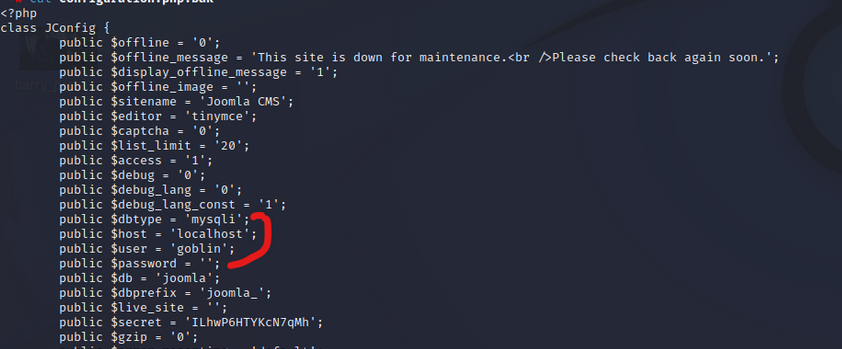 cat configuration.php.bak
<?php
class JConfig {
public $offline = '0';
public $offline_message = 'This site is down for maintenance.<br />Please check back again soon.';
public $display_offline_message = '1';
public $offline_image = '';
public $sitename = 'Joomla CMS';
public $editor = 'tinymce';
public $captcha = '0';
public $list_limit = '20';
public $access = '1';
public $debug = '0';
public $debug_lang = '0';
public $debug_lang_const = '1';
public $dbtype = 'mysqli';
public $host = 'localhost';
public $user = 'goblin';
public $password = '';
public $db = 'joomla';
public $dbprefix = 'joomla_';
public $live_site = '';
public $secret = 'ILhwP6HTYKcN7qMh';
public $gzip = '0';